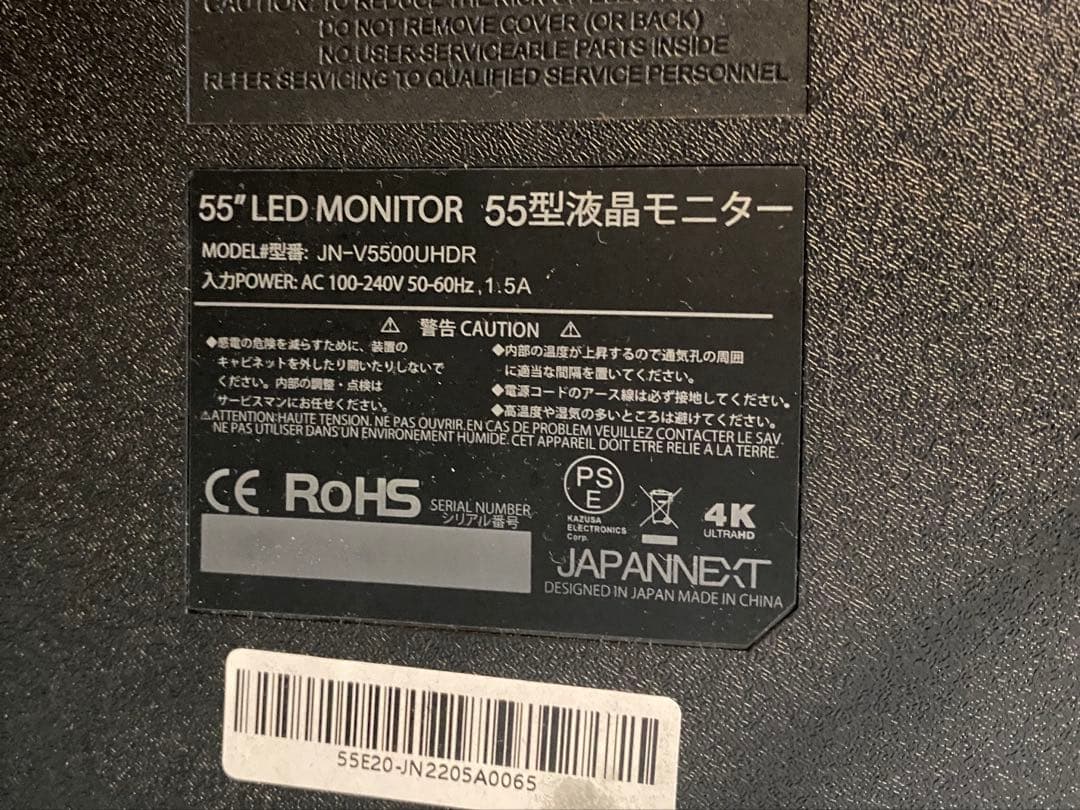 CAUTION: TO REDUCE THE RISK OF
DO NOT REMOVE COVER (OR BACK)
NO USER-SERVICEABLE PARTS INSIDE
REFER SERVICING TO QUALIFIED SERVICE PERSONNEL
55" LED MONITOR 55型液晶モニター
MODEL#型番: JN-V5500UHDR
入力POWER: AC 100-240V 50-60Hz, 1.5A
⚠ 警告 CAUTION ⚠
◆感電の危険を減らすために、装置の
キャビネットを外したり開いたりしないで
ください。内部の調整・点検は
サービスマンにお任せください。
◆内部の温度が上昇するので通気孔の周囲
に適当な間隔を置いてください。
◆電源コードのアース線は必ず接地してください。
◆高温度や湿気の多いところは避けてください。
⚠ATTENTION:HAUTE TENSION. NE PAS OUVRIR.EN CAS DE PROBLEM VEUILLEZ CONTACTER LE SAV.
NE PAS UTILISER DANS UN ENVIRONEMENT HUMIDE. CET APPAREIL DOIT ETRE RELIE A LA TERRE.
CE RoHS
SERIAL NUMBER
シリアル番号
PS
E
KAZUSA
ELECTRONICS
Corp.
4K
ULTRAHD
JAPANNEXT
DESIGNED IN JAPAN MADE IN CHINA
55E20-JN2205A0065